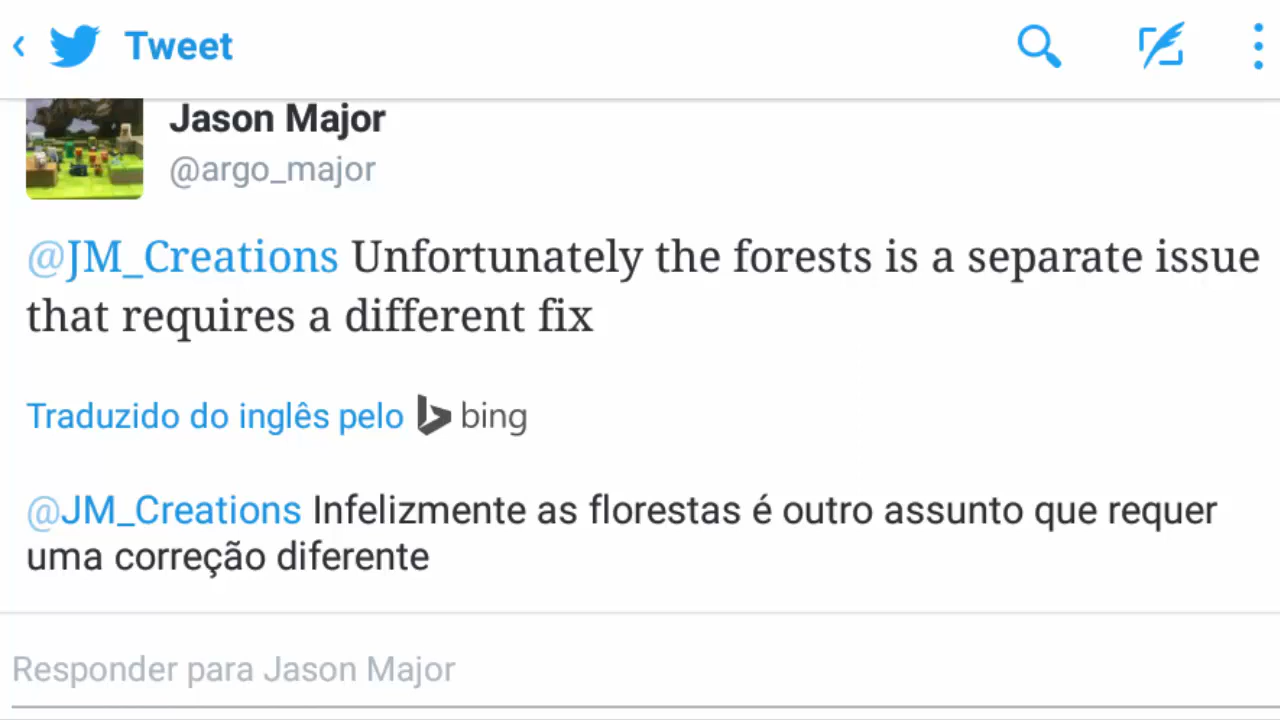 Tweet
Jason Major
@argo_major
@JM_Creations Unfortunately the forests is a separate issue
that requires a different fix
Traduzido do inglês pelo bing
@JM_Creations Infelizmente as florestas é outro assunto que requer
uma correção diferente
Responder para Jason Major